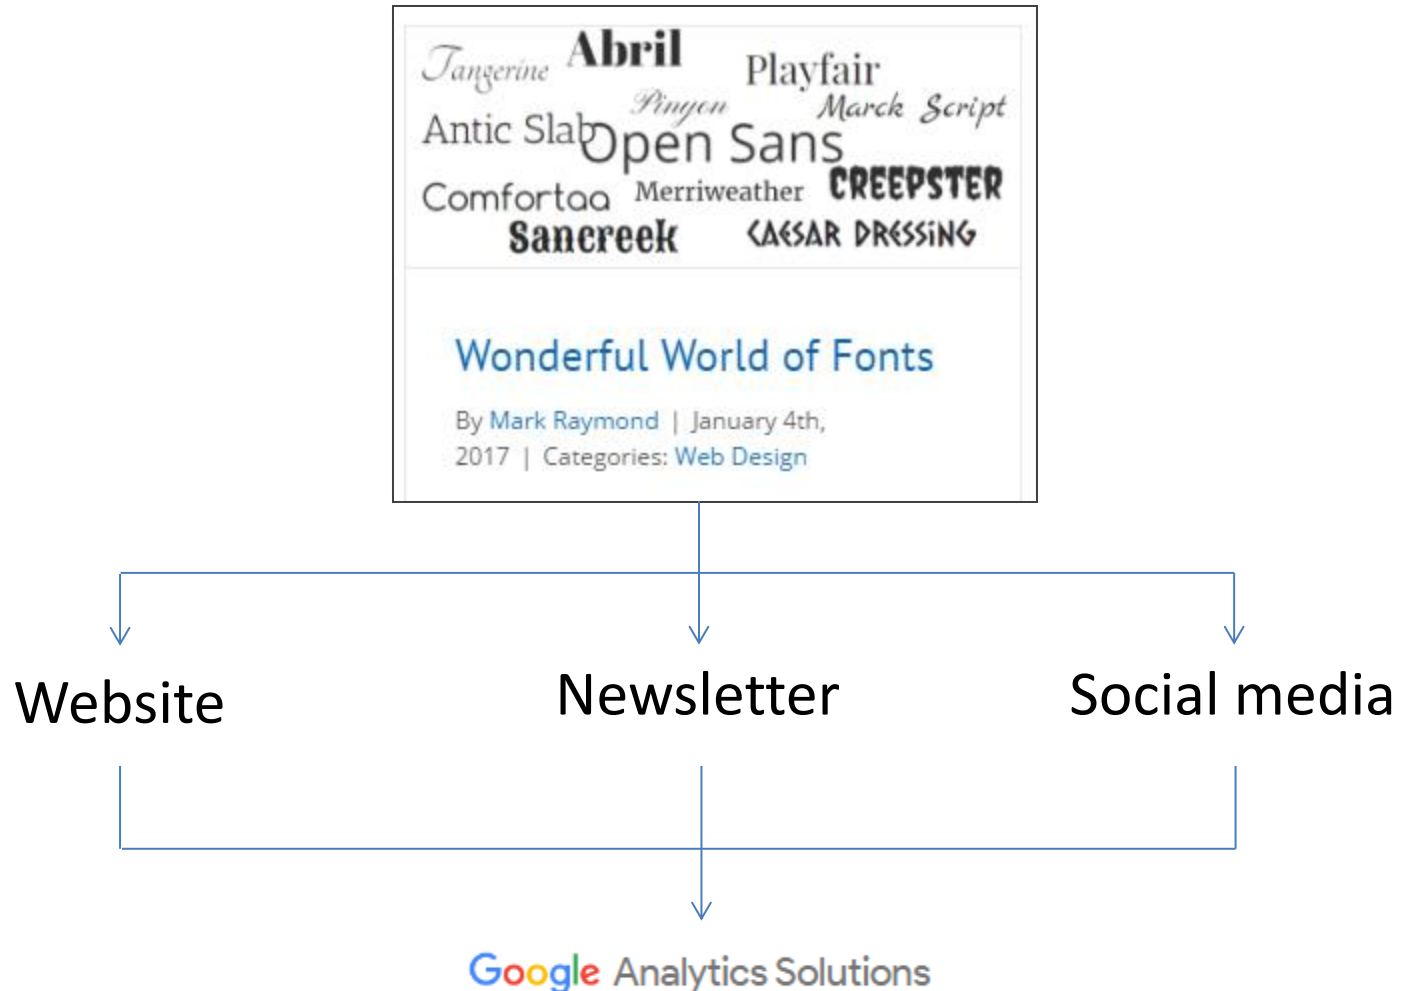 Tangerine Abril Playfair
Pinyon Marck Script
Antic Slab Open Sans
Comfortaa Merriweather CREEPSTER
Sancreek CAESAR DRESSiNG
Wonderful World of Fonts
By Mark Raymond | January 4th,
2017 | Categories: Web Design
Website Newsletter Social media
Google Analytics Solutions